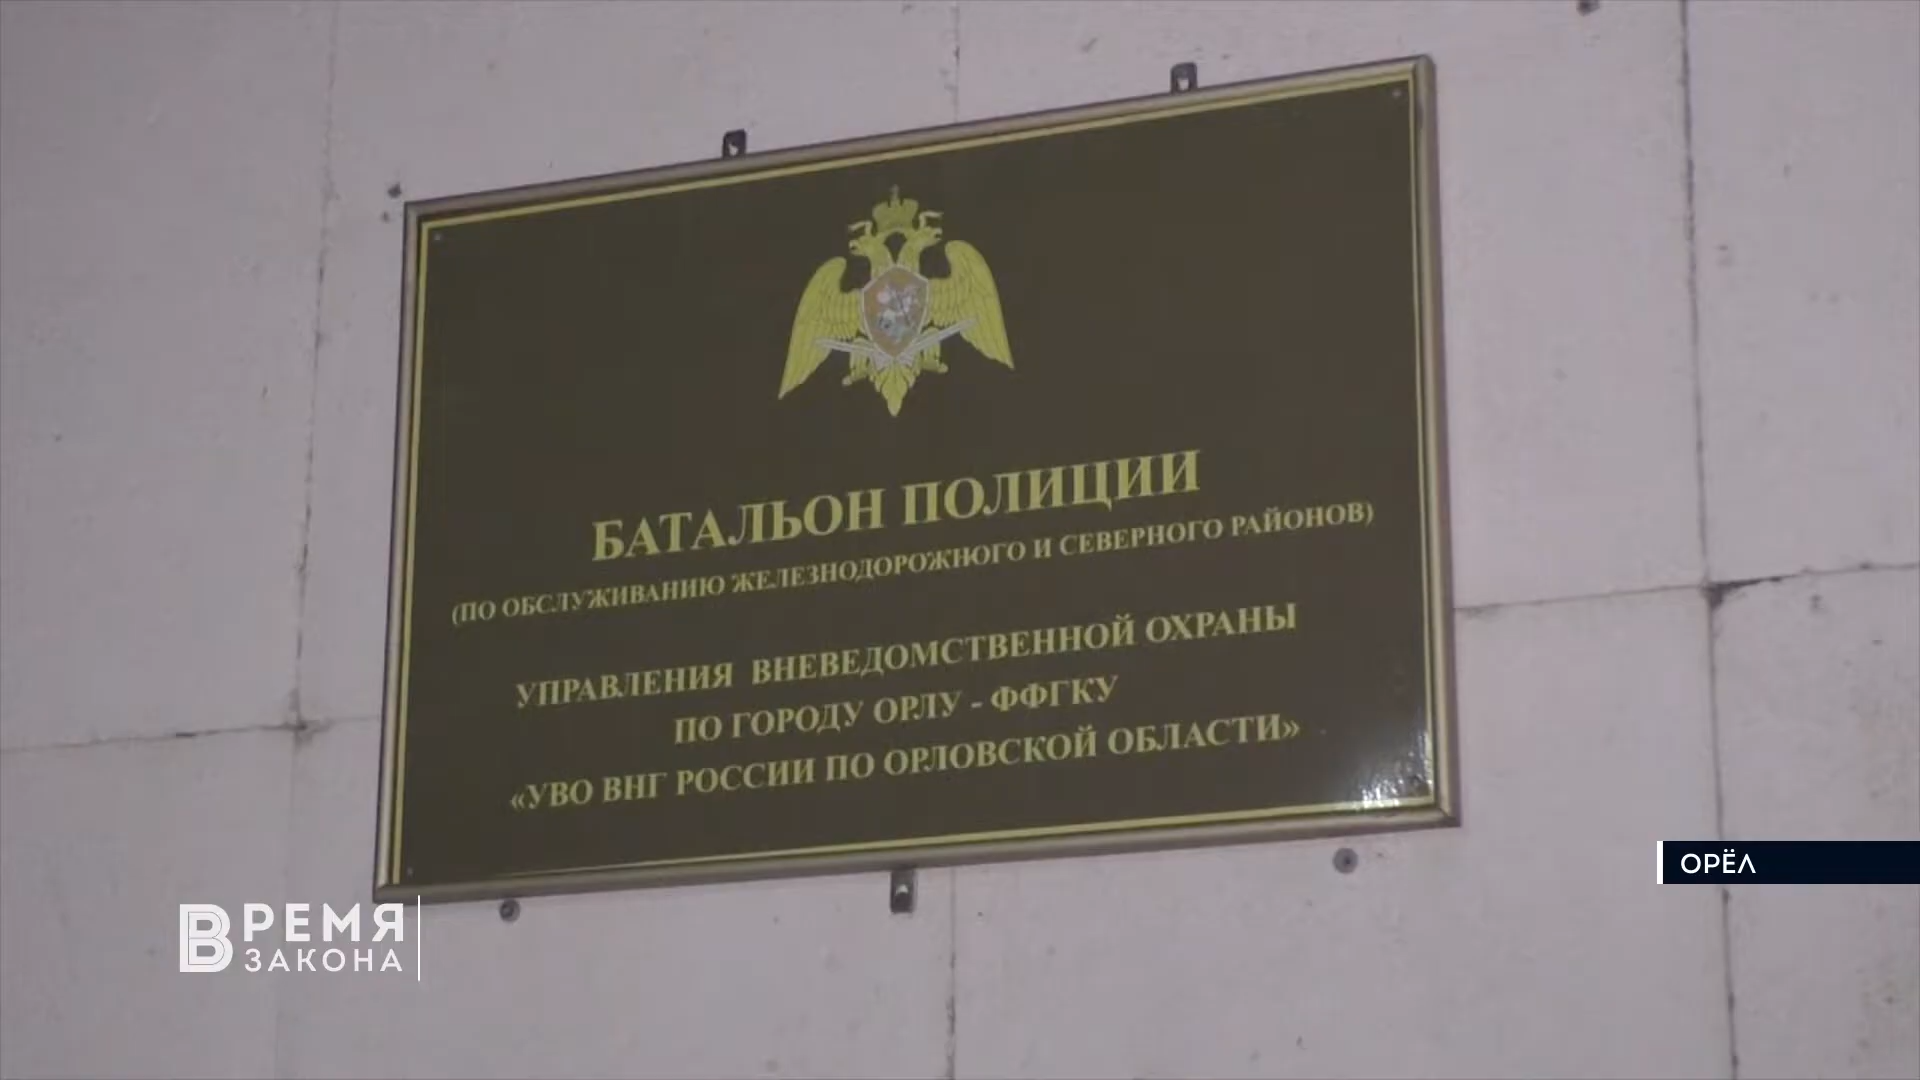 БАТАЛЬОН ПОЛИЦИИ
(ПО ОБСЛУЖИВАНИЮ ЖЕЛЕЗНОДОРОЖНОГО И СЕВЕРНОГО РАЙОНОВ)
УПРАВЛЕНИЯ ВНЕВЕДОМСТВЕННОЙ ОХРАНЫ
ПО ГОРОДУ ОРЛУ - ФФГКУ
«УВО ВНГ РОССИИ ПО ОРЛОВСКОЙ ОБЛАСТИ»
ОРЁЛ
ВРЕМЯ
ЗАКОНА